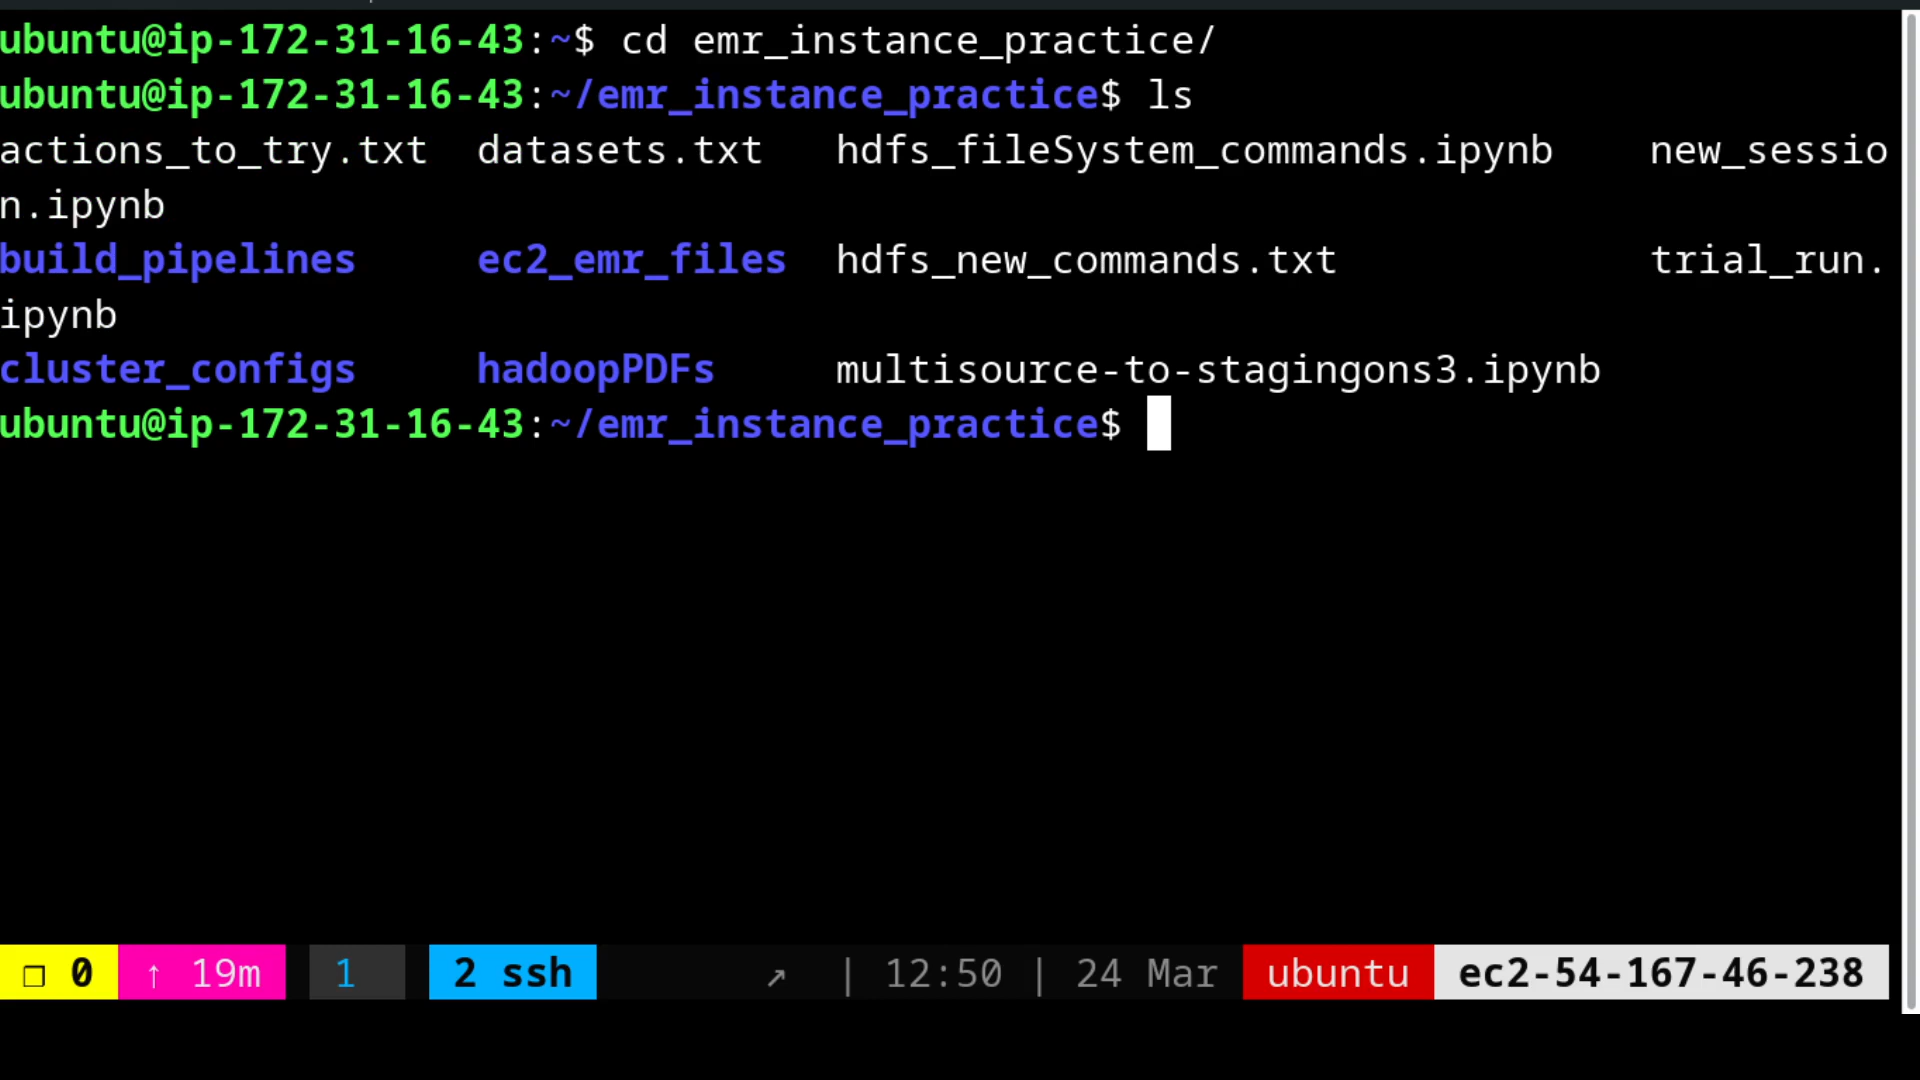 ubuntu@ip-172-31-16-43:~$ cd emr_instance_practice/
ubuntu@ip-172-31-16-43:~/emr_instance_practice$ ls
actions_to_try.txt  datasets.txt   hdfs_fileSystem_commands.ipynb    new_sessio
n.ipynb
build_pipelines     ec2_emr_files  hdfs_new_commands.txt             trial_run.
ipynb
cluster_configs     hadoopPDFs     multisource-to-stagingons3.ipynb
ubuntu@ip-172-31-16-43:~/emr_instance_practice$
❐ 0  ↑ 19m  1  2 ssh  ↗  | 12:50 | 24 Mar  ubuntu  ec2-54-167-46-238